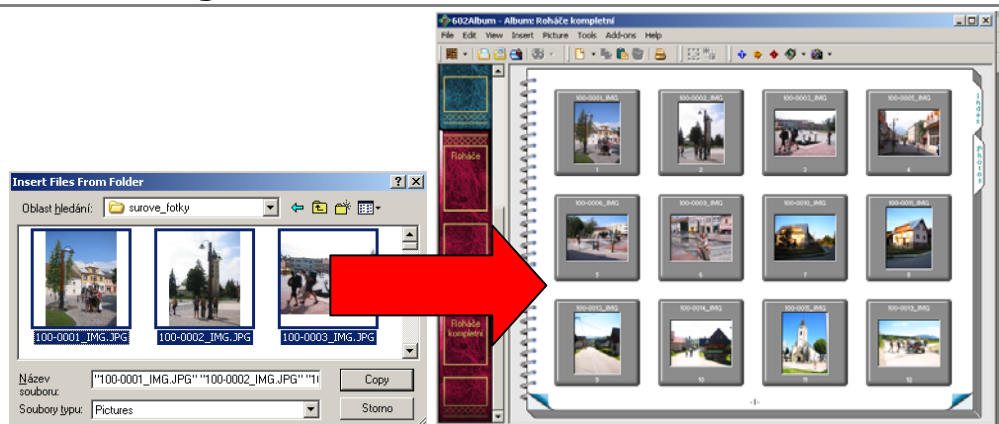 602Album - Album: Roháče kompletní
File Edit View Insert Picture Tools Add-ons Help
Roháče
Roháče
kompletní
100-0001_IMG
1
100-0002_IMG
2
100-0003_IMG
3
100-0005_IMG
4
100-0006_IMG
5
100-0009_IMG
6
100-0010_IMG
7
100-0011_IMG
8
100-0013_IMG
9
100-0014_IMG
10
100-0015_IMG
11
12
- 1 -
Index
Photos
Insert Files From Folder
Oblast hledání: surove_fotky
100-0001_IMG.JPG 100-0002_IMG.JPG 100-0003_IMG.JPG
Název
souboru:
"100-0001_IMG.JPG" "100-0002_IMG.JPG" "1
Copy
Soubory typu: Pictures
Storno